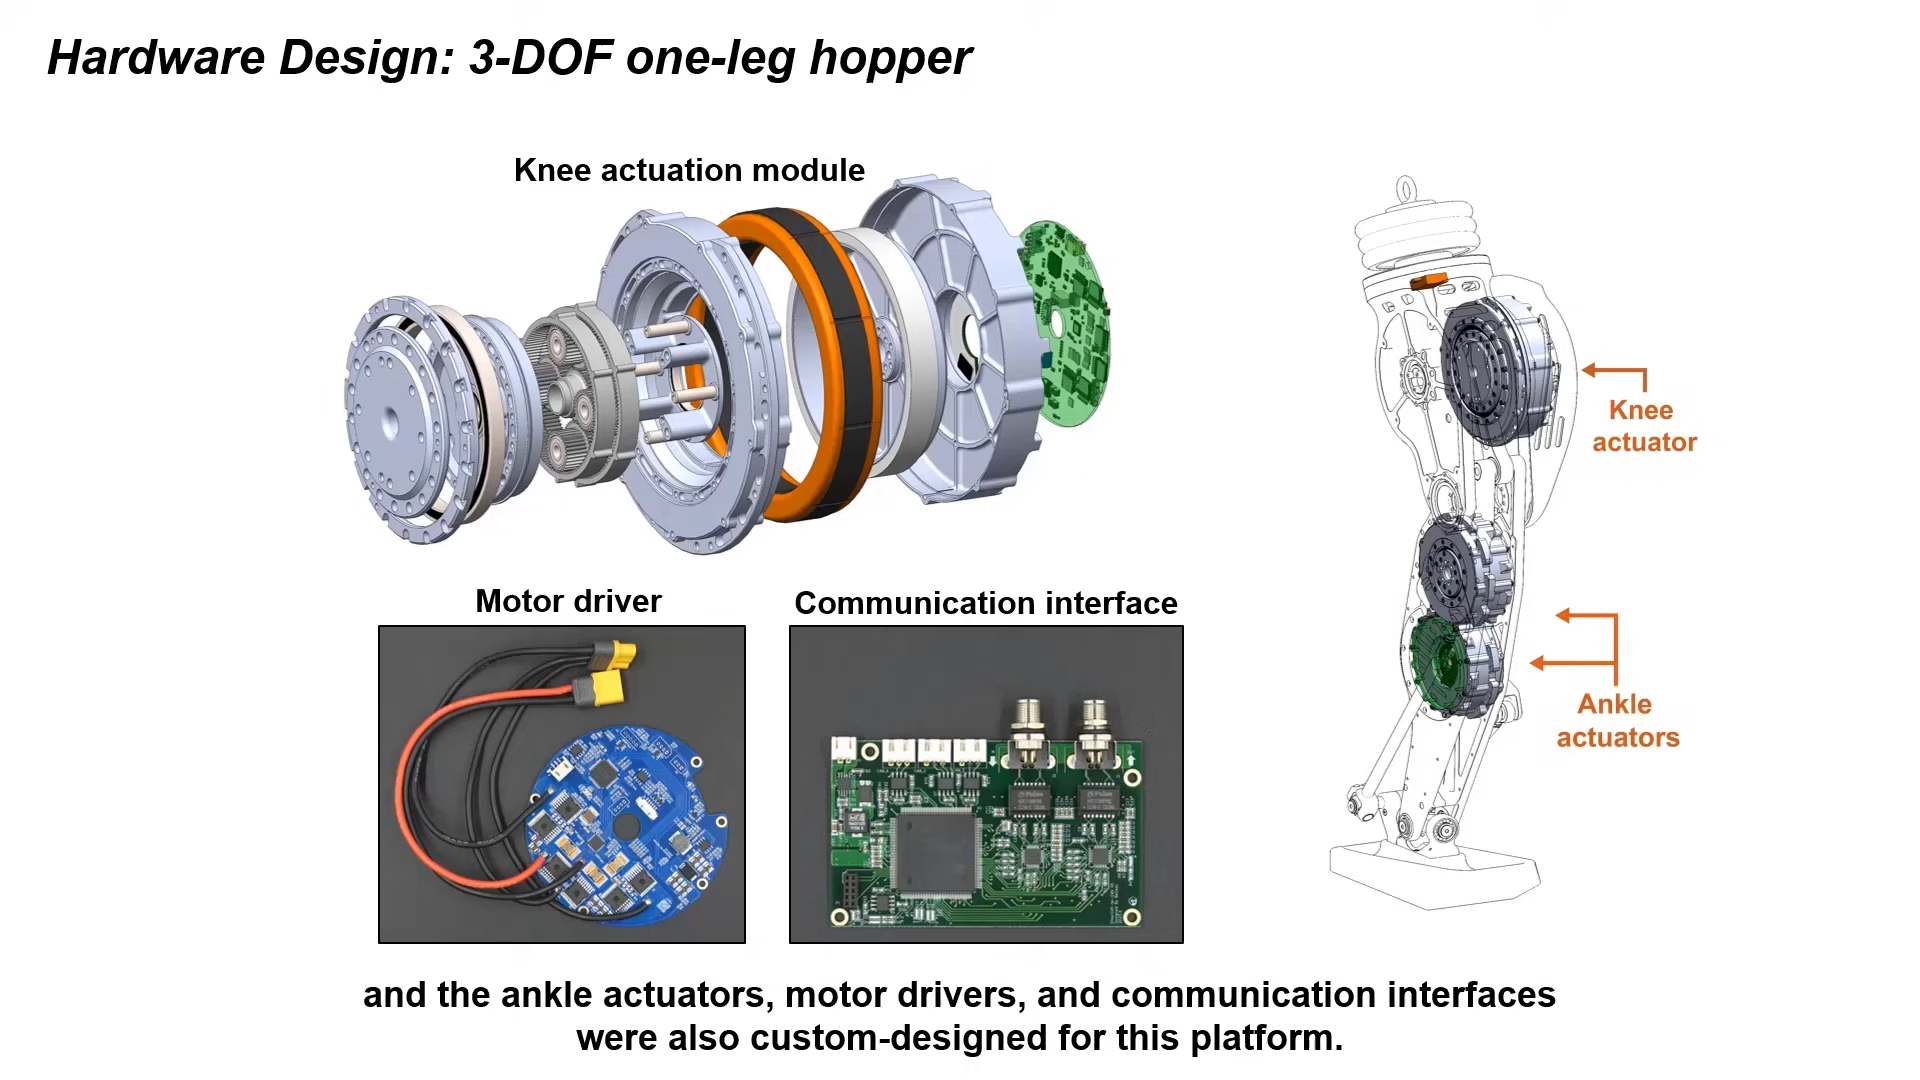 Hardware Design: 3-DOF one-leg hopper
Knee actuation module
Knee
actuator
Motor driver
Communication interface
Ankle
actuators
and the ankle actuators, motor drivers, and communication interfaces
were also custom-designed for this platform.